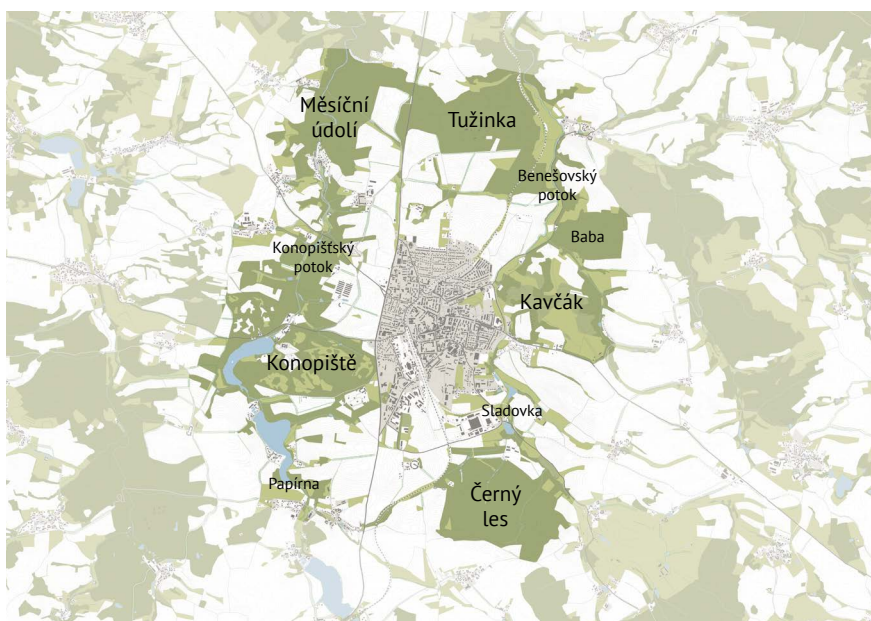 Měsíční
údolí
Tužinka
Benešovský
potok
Baba
Konopišťský
potok
Kavčák
Konopiště
Sladovka
Papírna
Černý
les